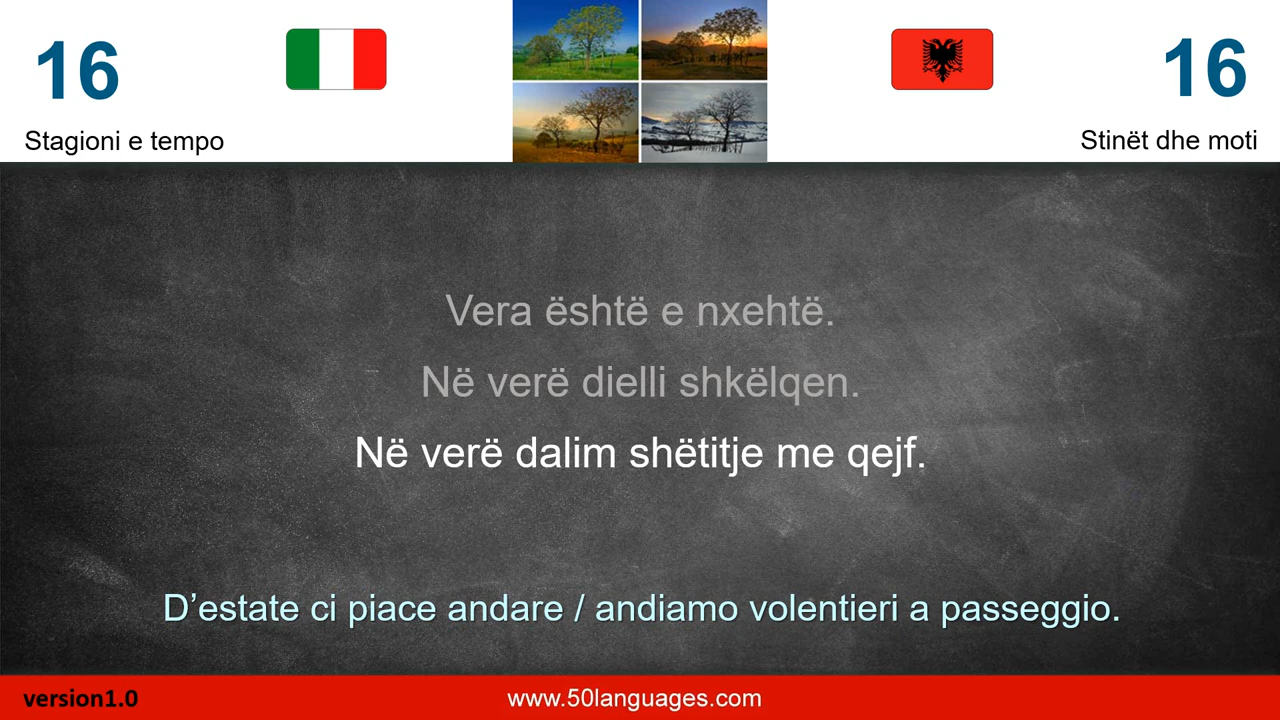 16
16
Stagioni e tempo
Stinët dhe moti
Vera është e nxehtë.
Në verë dielli shkëlqen.
Në verë dalim shëtitje me qejf.
D’estate ci piace andare / andiamo volentieri a passeggio.
version1.0
www.50languages.com